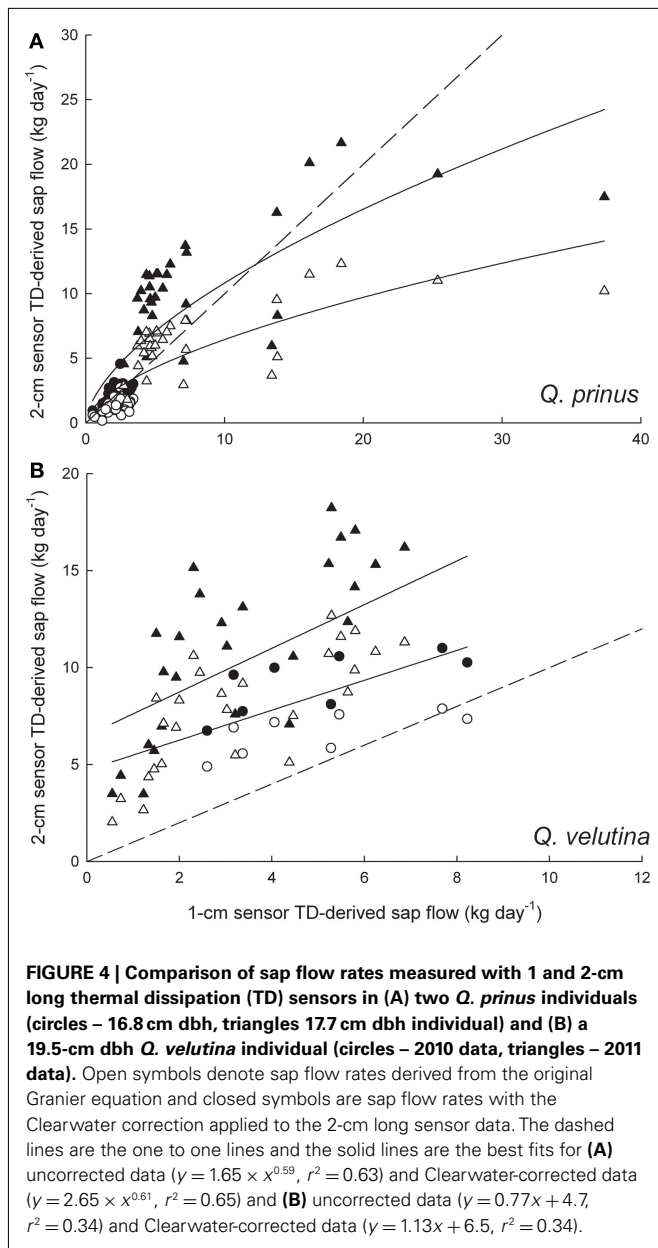 A
30
25
20
15
10
5
0
2-cm sensor TD-derived sap flow (kg day-1)
0 10 20 30 40
Q. prinus
B
20
15
10
5
0
2-cm sensor TD-derived sap flow (kg day-1)
Q. velutina
0 2 4 6 8 10 12
1-cm sensor TD-derived sap flow (kg day-1)
FIGURE 4 | Comparison of sap flow rates measured with 1 and 2-cm
long thermal dissipation (TD) sensors in (A) two Q. prinus individuals
(circles – 16.8 cm dbh, triangles 17.7 cm dbh individual) and (B) a
19.5-cm dbh Q. velutina individual (circles – 2010 data, triangles – 2011
data). Open symbols denote sap flow rates derived from the original
Granier equation and closed symbols are sap flow rates with the
Clearwater correction applied to the 2-cm long sensor data. The dashed
lines are the one to one lines and the solid lines are the best fits for (A)
uncorrected data (y = 1.65 × x^0.59, r² = 0.63) and Clearwater-corrected data
(y = 2.65 × x^0.61, r² = 0.65) and (B) uncorrected data (y = 0.77x + 4.7,
r² = 0.34) and Clearwater-corrected data (y = 1.13x + 6.5, r² = 0.34).